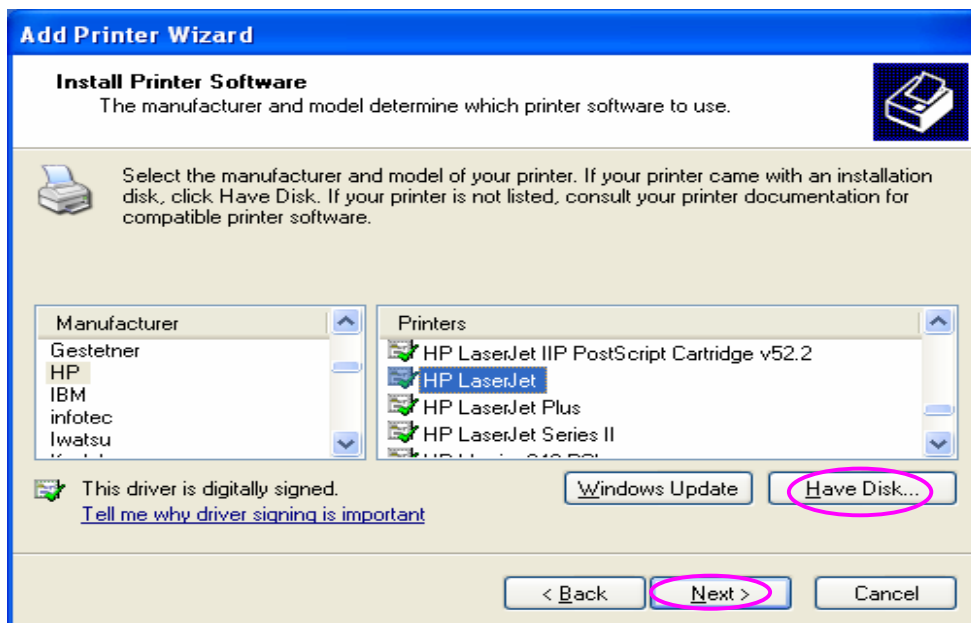 Add Printer Wizard
Install Printer Software
The manufacturer and model determine which printer software to use.
Select the manufacturer and model of your printer. If your printer came with an installation
disk, click Have Disk. If your printer is not listed, consult your printer documentation for
compatible printer software.
Manufacturer
Gestetner
HP
IBM
infotec
Iwatsu
Printers
HP LaserJet IIP PostScript Cartridge v52.2
HP LaserJet
HP LaserJet Plus
HP LaserJet Series II
This driver is digitally signed.
Tell me why driver signing is important
Windows Update
Have Disk...
< Back
Next >
Cancel